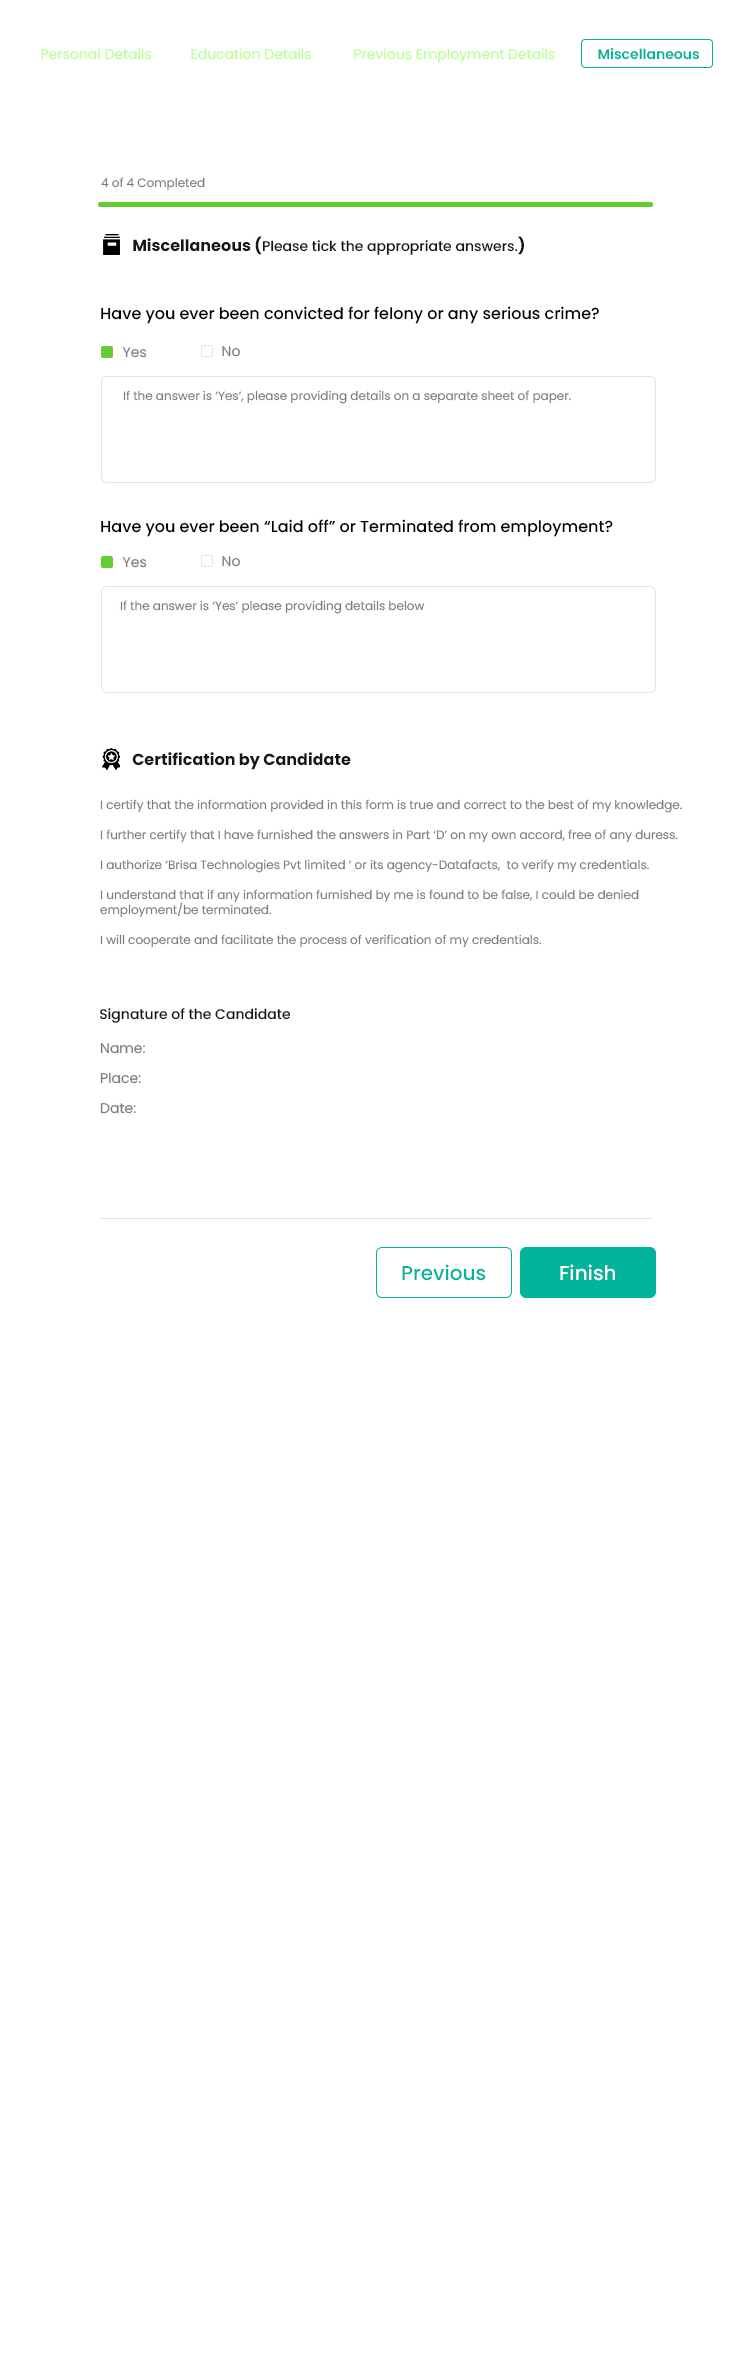 Personal Details Education Details Previous Employment Details Miscellaneous
4 of 4 Completed
Miscellaneous (Please tick the appropriate answers.)
Have you ever been convicted for felony or any serious crime?
Yes No
If the answer is ‘Yes’, please providing details on a separate sheet of paper.
Have you ever been “Laid off” or Terminated from employment?
Yes No
If the answer is ‘Yes’ please providing details below
Certification by Candidate
I certify that the information provided in this form is true and correct to the best of my knowledge.
I further certify that I have furnished the answers in Part ‘D’ on my own accord, free of any duress.
I authorize ‘Brisa Technologies Pvt limited ‘ or its agency-Datafacts,  to verify my credentials.
I understand that if any information furnished by me is found to be false, I could be denied
employment/be terminated.
I will cooperate and facilitate the process of verification of my credentials.
Signature of the Candidate
Name:
Place:
Date:
Previous Finish